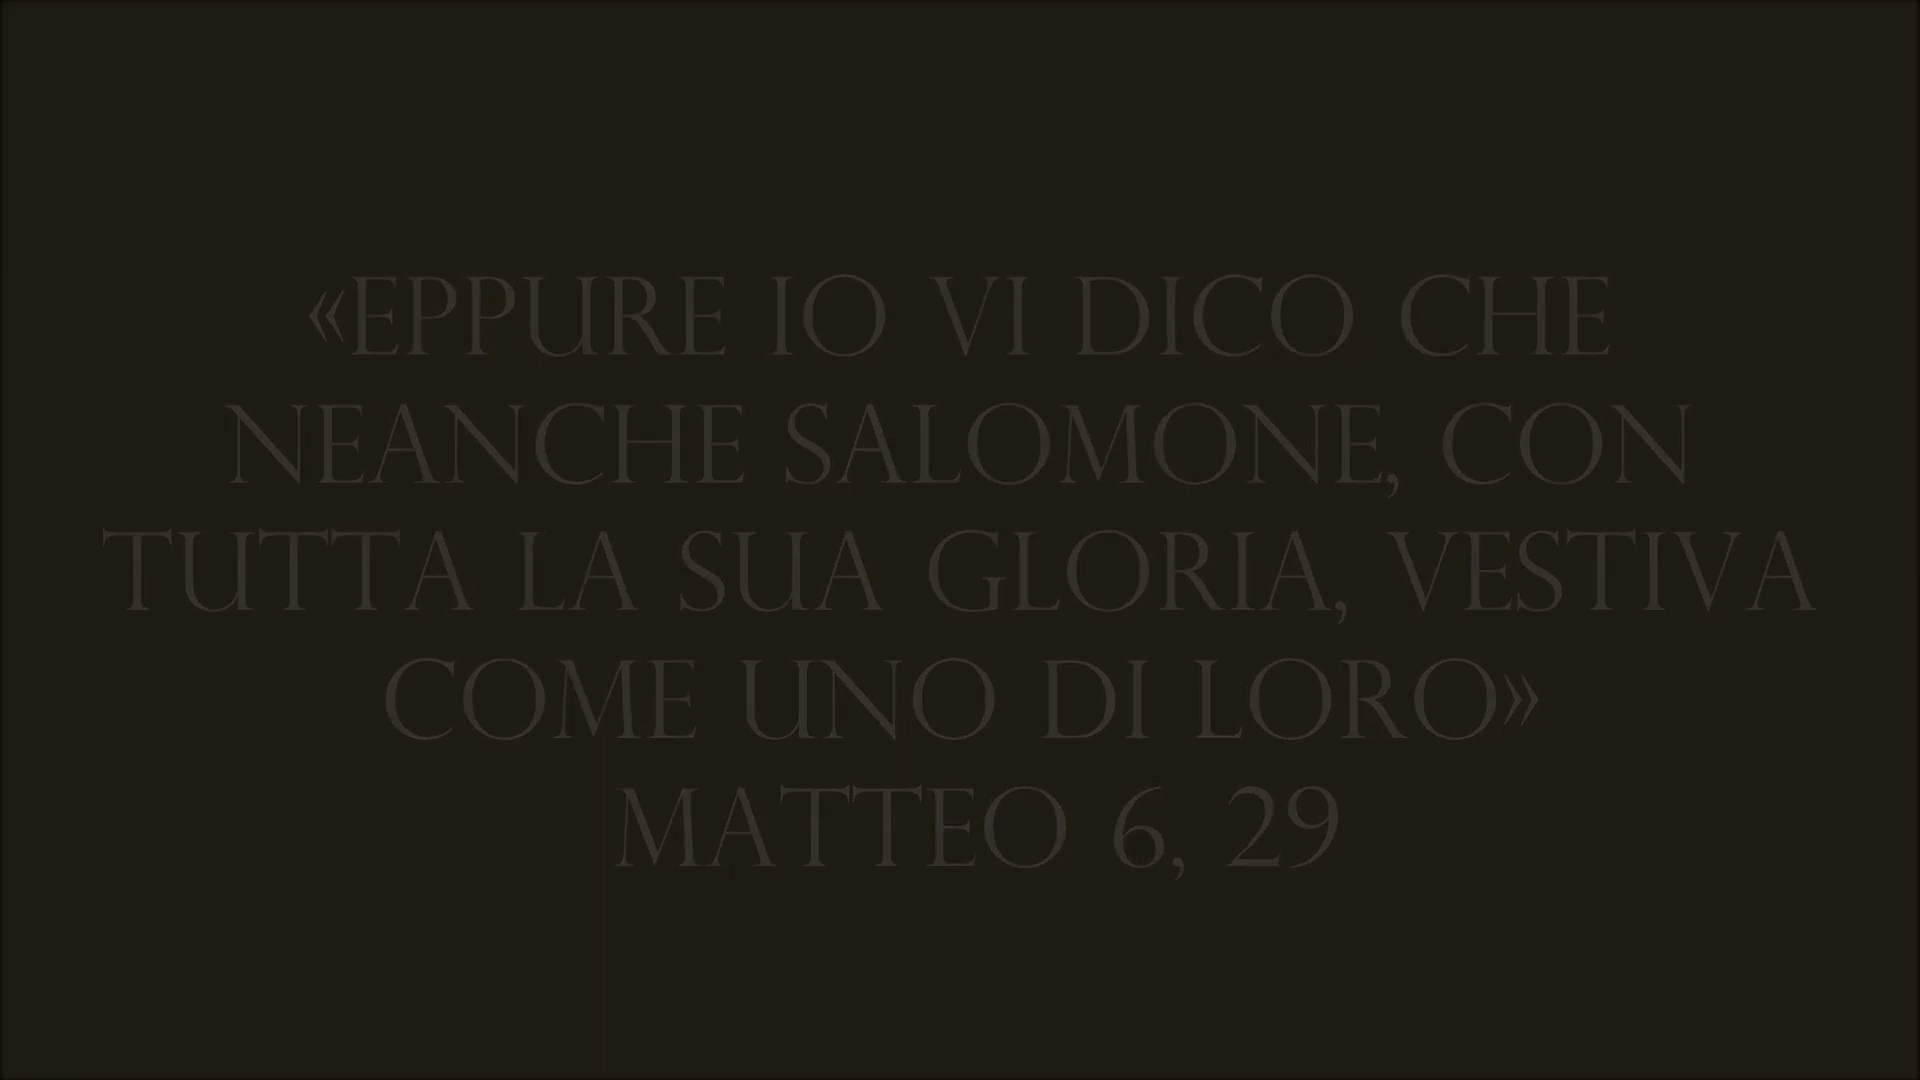 «EPPURE IO VI DICO CHE
NEANCHE SALOMONE, CON
TUTTA LA SUA GLORIA, VESTIVA
COME UNO DI LORO»
MATTEO 6, 29